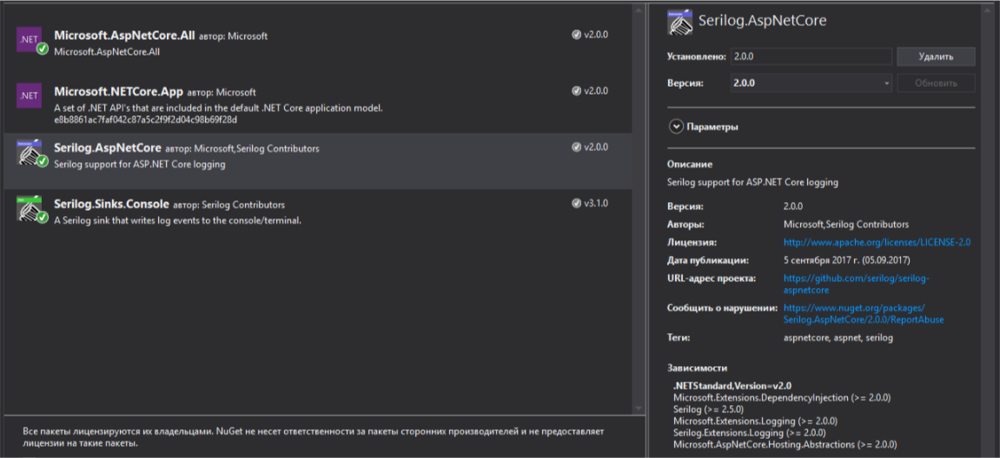 .NET
Microsoft.AspNetCore.All автор: Microsoft
v2.0.0
Microsoft.AspNetCore.All
.NET
Microsoft.NETCore.App автор: Microsoft
v2.0.0
A set of .NET API's that are included in the default .NET Core application model.
e8b8861ac7faf042c87a5c2f9f2d04c98b69f28d
Serilog.AspNetCore автор: Microsoft,Serilog Contributors
v2.0.0
Serilog support for ASP.NET Core logging
Serilog.Sinks.Console автор: Serilog Contributors
v3.1.0
A Serilog sink that writes log events to the console/terminal.
Все пакеты лицензируются их владельцами. NuGet не несет ответственности за пакеты сторонних производителей и не предоставляет
лицензии на такие пакеты.
Serilog.AspNetCore
Установлено: 2.0.0 Удалить
Версия: 2.0.0 Обновить
Параметры
Описание
Serilog support for ASP.NET Core logging
Версия: 2.0.0
Авторы: Microsoft,Serilog Contributors
Лицензия: http://www.apache.org/licenses/LICENSE-2.0
Дата публикации: 5 сентября 2017 г. (05.09.2017)
URL-адрес проекта: https://github.com/serilog/serilog-
aspnetcore
Сообщить о нарушении: https://www.nuget.org/packages/
Serilog.AspNetCore/2.0.0/ReportAbuse
Теги: aspnetcore, aspnet, serilog
Зависимости
.NETStandard,Version=v2.0
Microsoft.Extensions.DependencyInjection (>= 2.0.0)
Serilog (>= 2.5.0)
Microsoft.Extensions.Logging (>= 2.0.0)
Serilog.Extensions.Logging (>= 2.0.0)
Microsoft.AspNetCore.Hosting.Abstractions (>= 2.0.0)